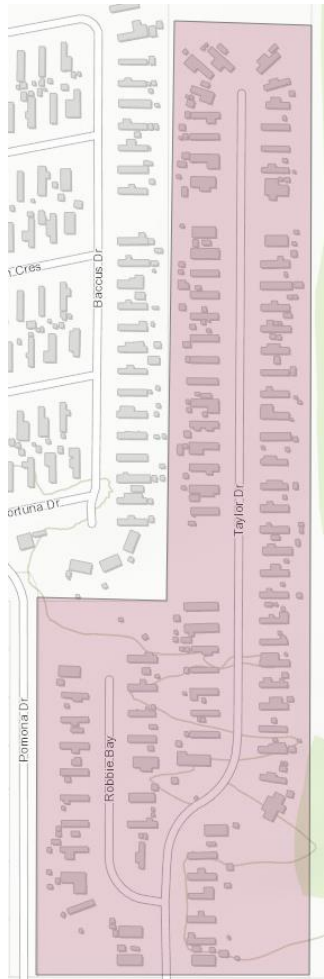 n Cres
Baccus Dr
ortuna Dr
Taylor Dr
Pomona Dr
Robbie Bay